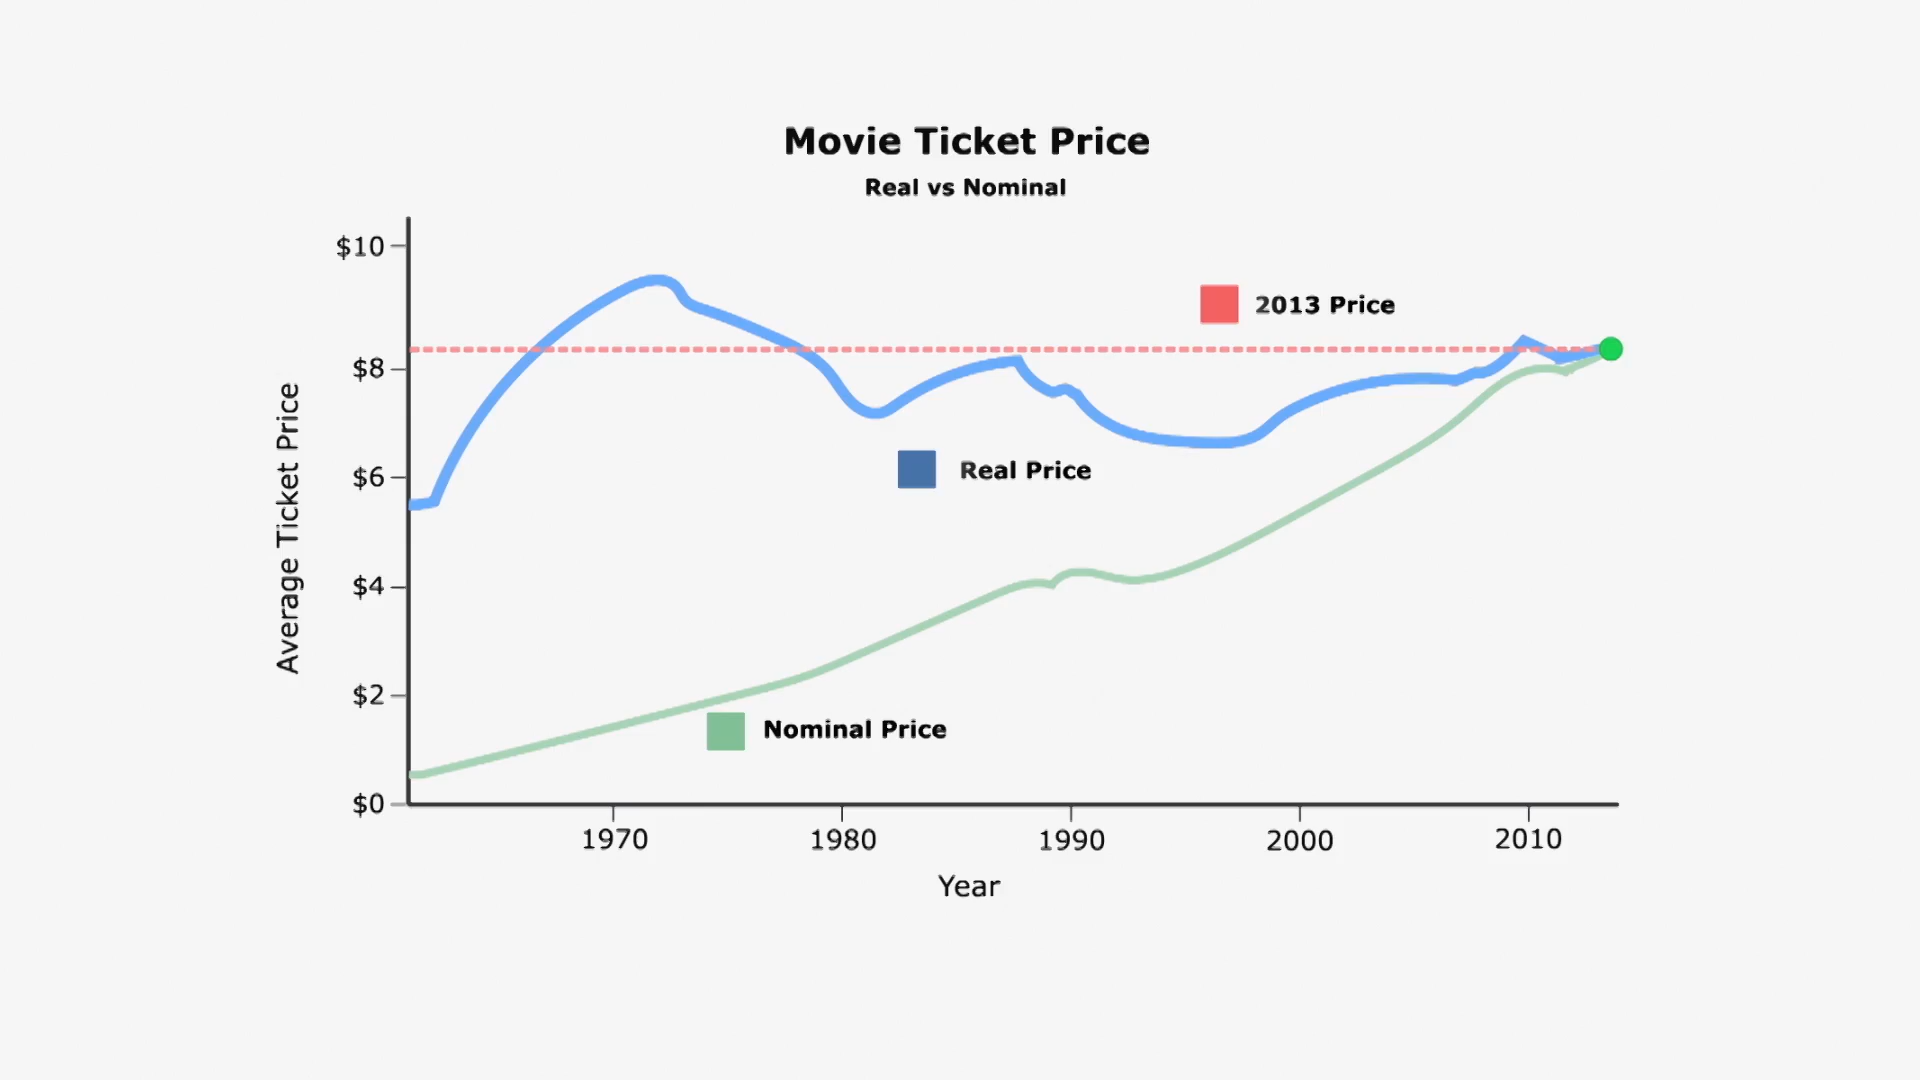 Movie Ticket Price
Real vs Nominal
Average Ticket Price
$10
$8
$6
$4
$2
$0
2013 Price
Real Price
Nominal Price
1970
1980
1990
2000
2010
Year